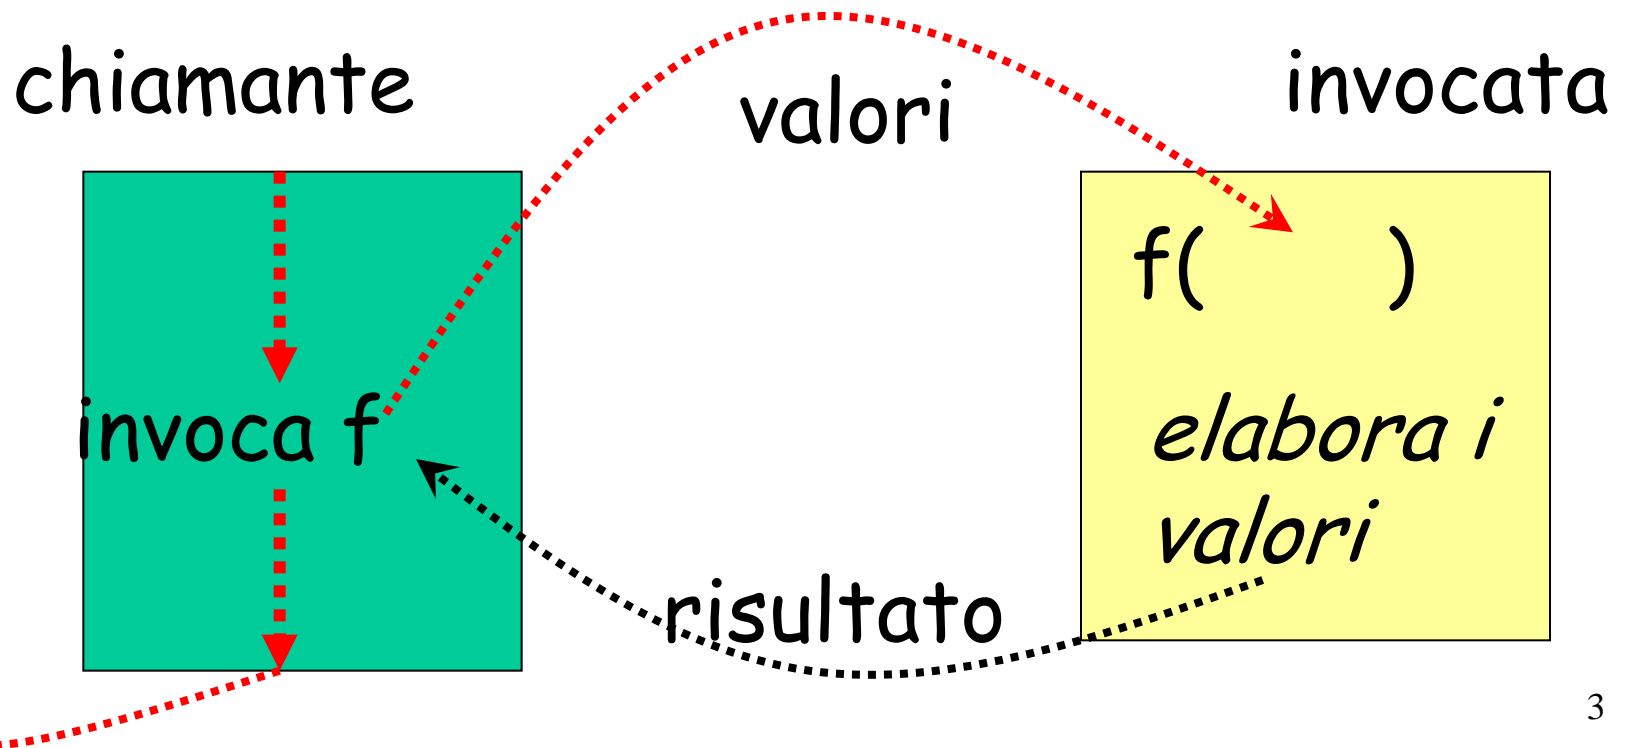 chiamante
valori
invocata
f( )
invoca f
elabora i
valori
risultato
3